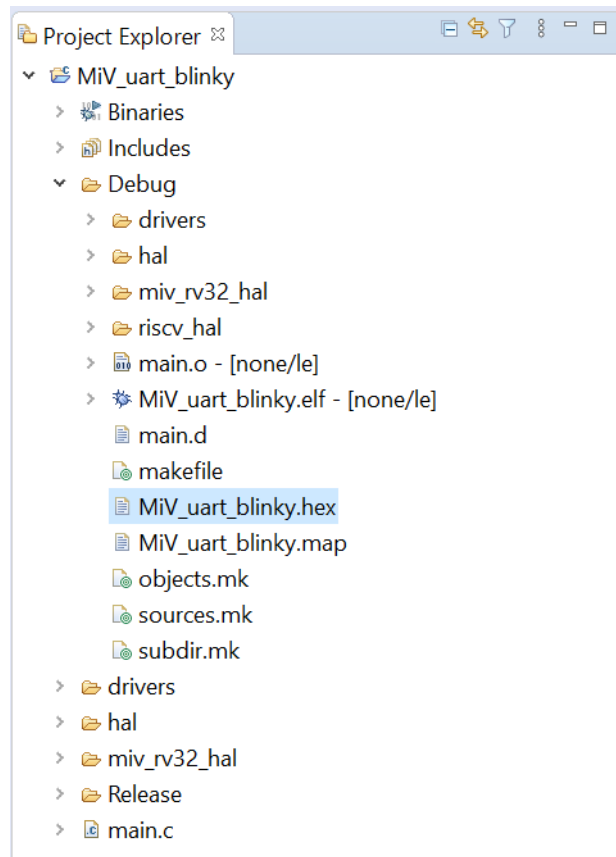 Project Explorer
MiV_uart_blinky
Binaries
Includes
Debug
drivers
hal
miv_rv32_hal
riscv_hal
main.o - [none/le]
MiV_uart_blinky.elf - [none/le]
main.d
makefile
MiV_uart_blinky.hex
MiV_uart_blinky.map
objects.mk
sources.mk
subdir.mk
drivers
hal
miv_rv32_hal
Release
main.c